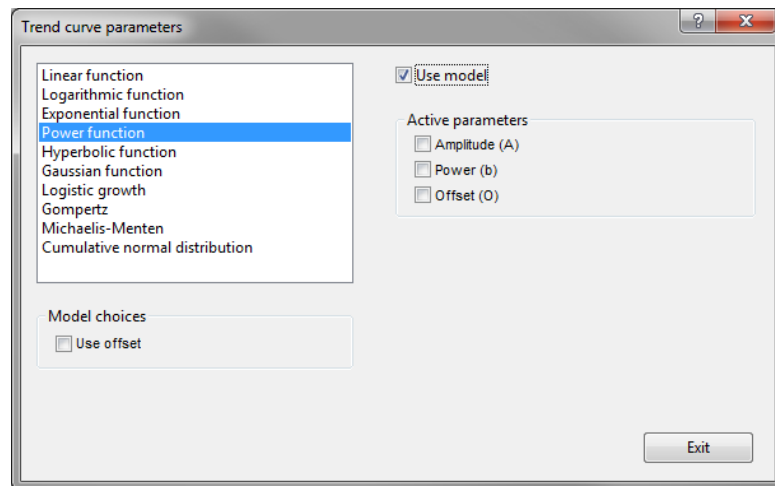 Trend curve parameters
?
Linear function
Logarithmic function
Exponential function
Power function
Hyperbolic function
Gaussian function
Logistic growth
Gompertz
Michaelis-Menten
Cumulative normal distribution
Model choices
Use offset
Use model
Active parameters
Amplitude (A)
Power (b)
Offset (O)
Exit